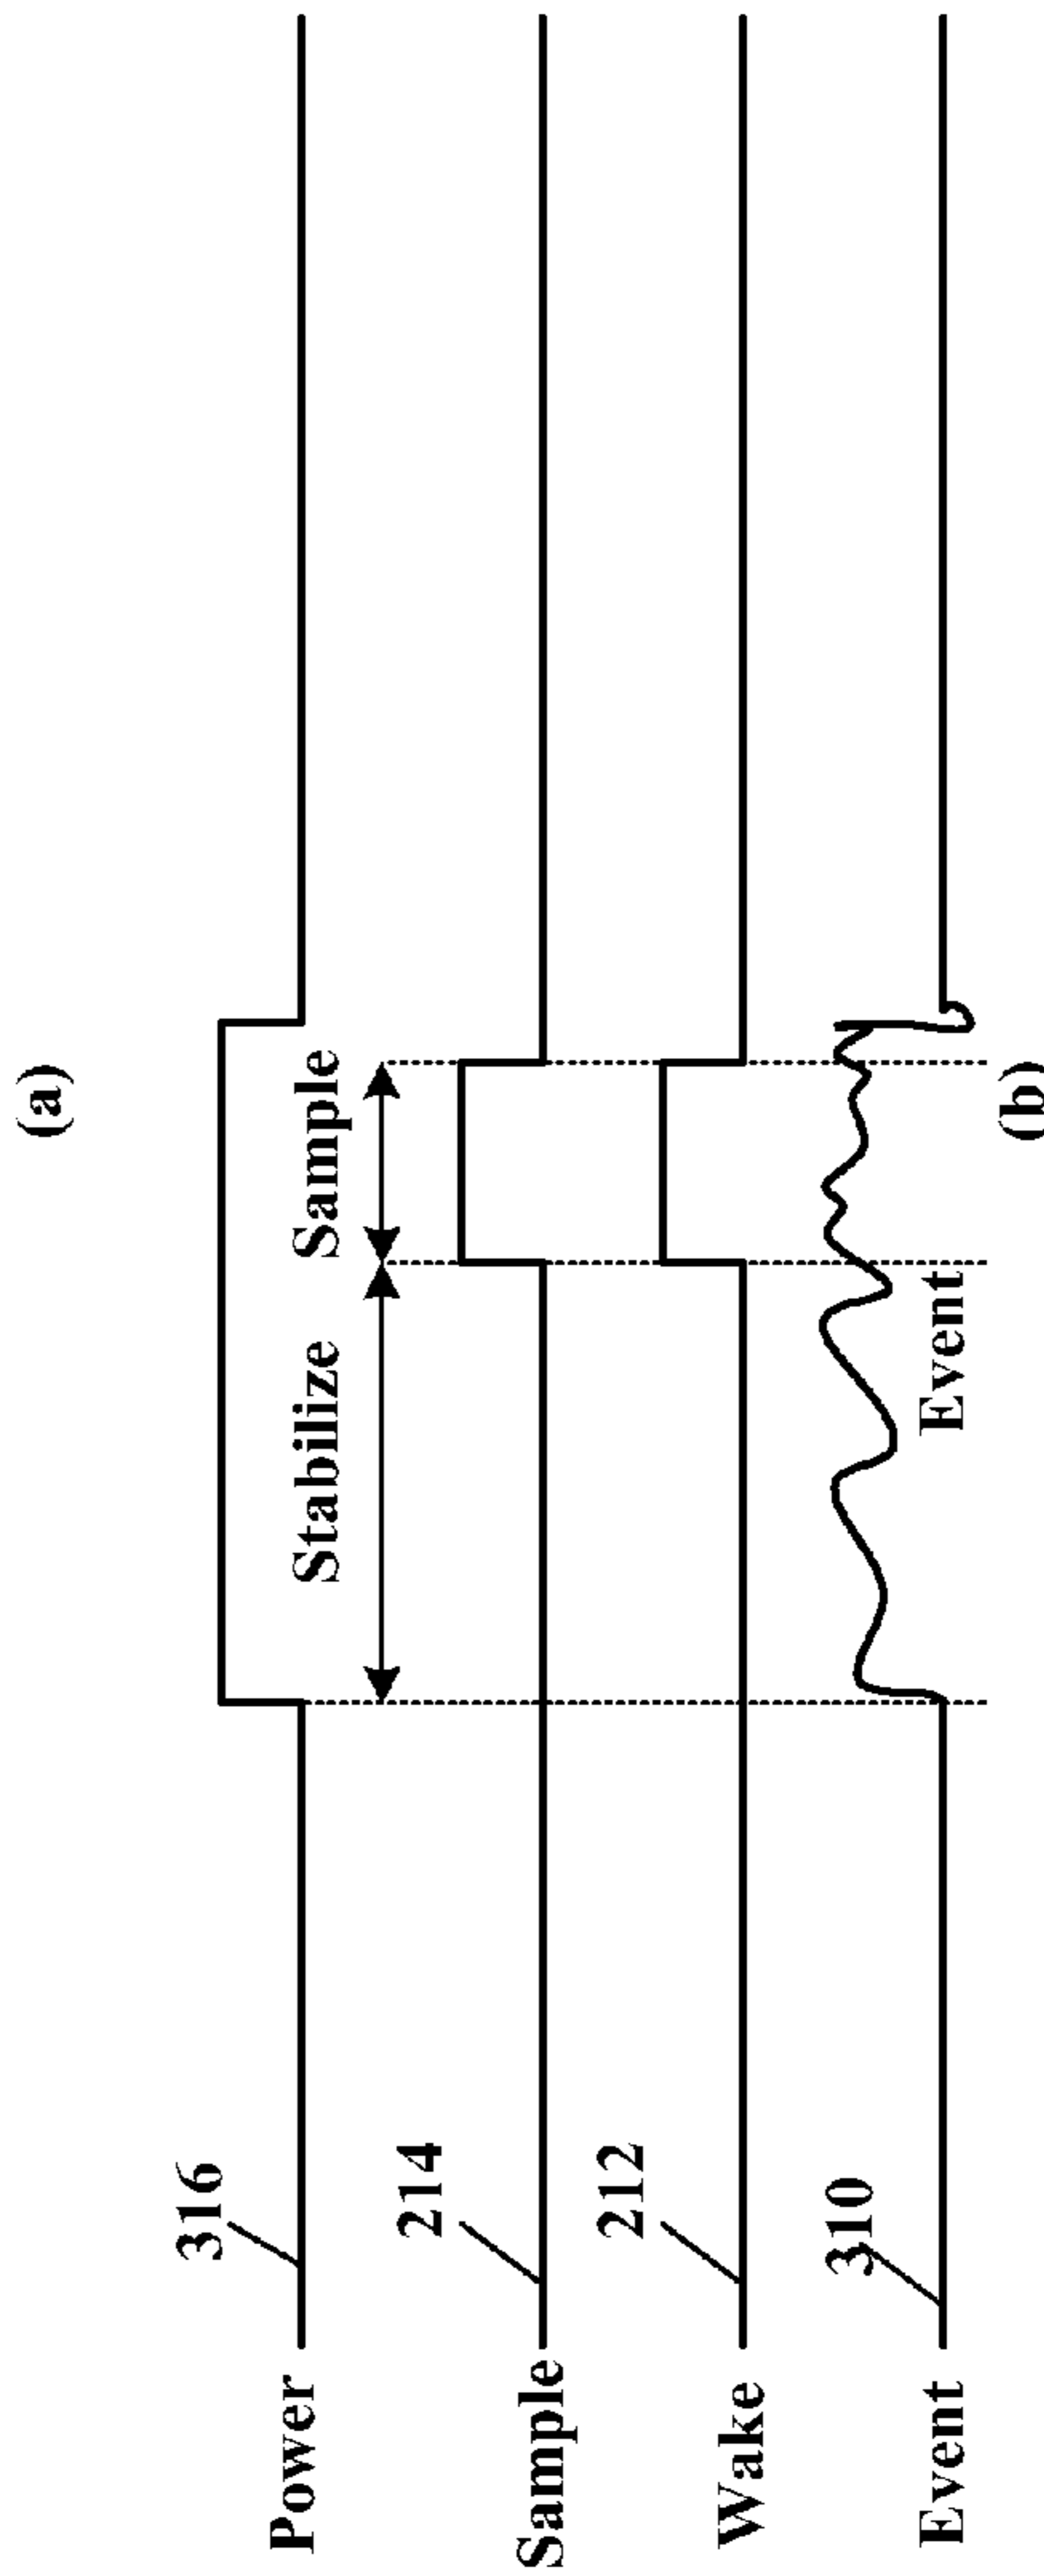 (a)
Power
316
Stabilize
Sample
Sample
214
Wake
212
Event
310
Event
(b)